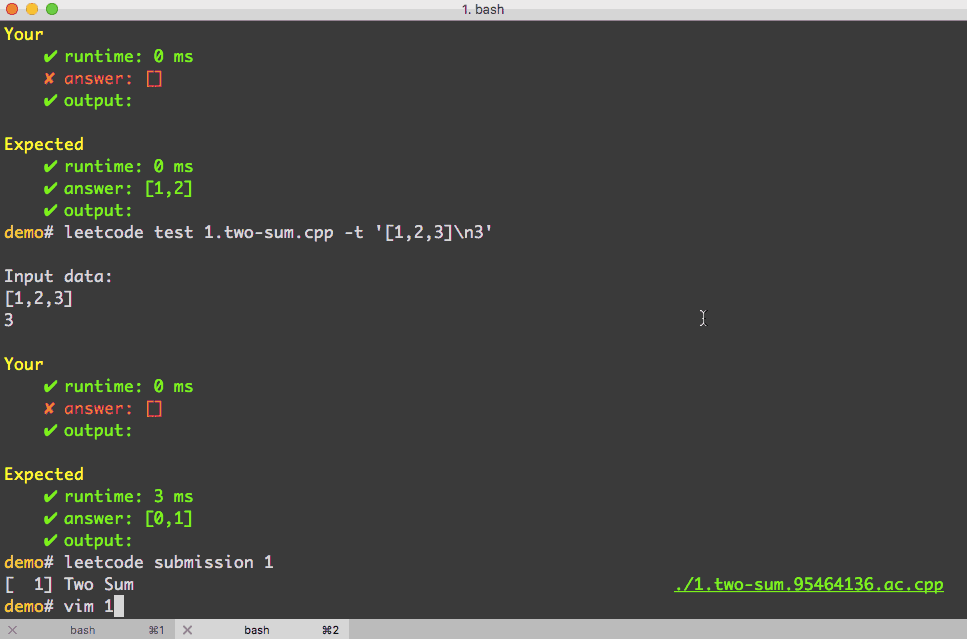 1. bash
Your
✔ runtime: 0 ms
✘ answer: []
✔ output:
Expected
✔ runtime: 0 ms
✔ answer: [1,2]
✔ output:
demo# leetcode test 1.two-sum.cpp -t '[1,2,3]\n3'
Input data:
[1,2,3]
3
Your
✔ runtime: 0 ms
✘ answer: []
✔ output:
Expected
✔ runtime: 3 ms
✔ answer: [0,1]
✔ output:
demo# leetcode submission 1
[  1] Two Sum ./1.two-sum.95464136.ac.cpp
demo# vim 1
bash ⌘1 bash ⌘2